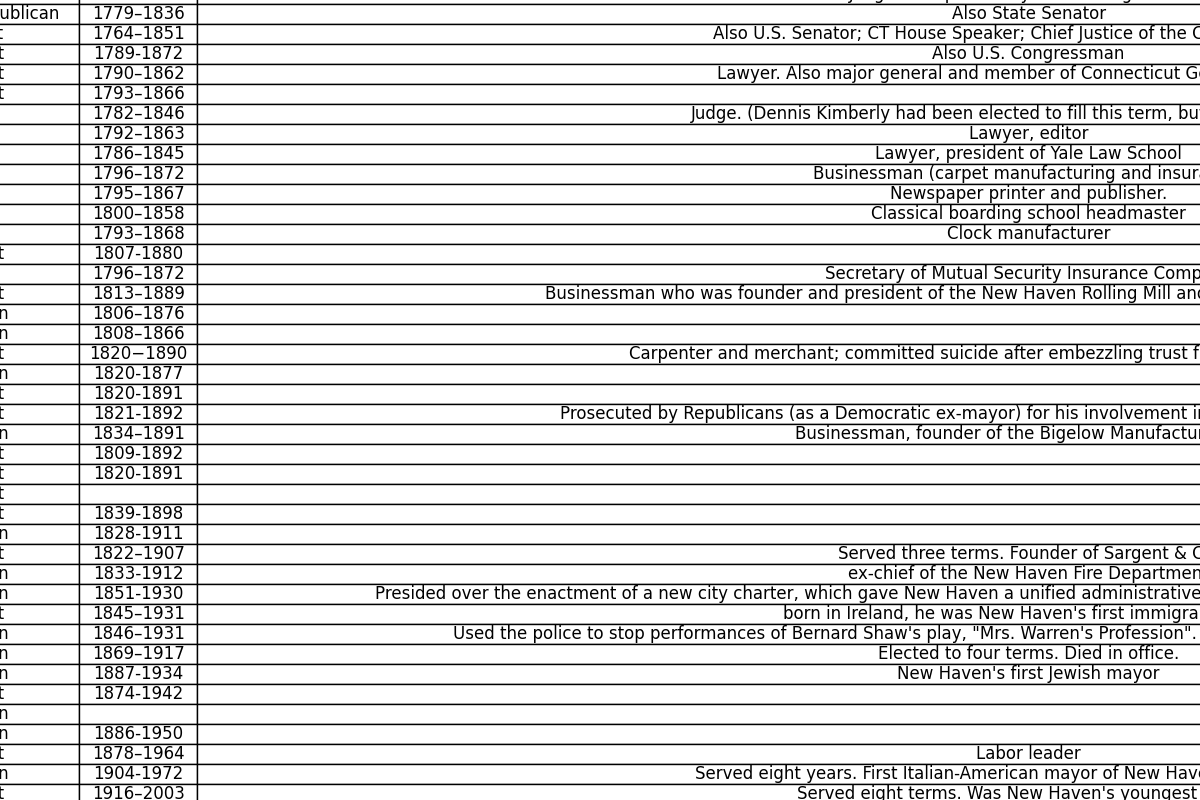 ublican 1779–1836 Also State Senator
t 1764–1851 Also U.S. Senator; CT House Speaker; Chief Justice of the C
t 1789-1872 Also U.S. Congressman
t 1790–1862 Lawyer. Also major general and member of Connecticut G
t 1793–1866
1782–1846 Judge. (Dennis Kimberly had been elected to fill this term, bu
1792–1863 Lawyer, editor
1786–1845 Lawyer, president of Yale Law School
1796–1872 Businessman (carpet manufacturing and insur
1795–1867 Newspaper printer and publisher.
1800–1858 Classical boarding school headmaster
1793–1868 Clock manufacturer
t 1807-1880
1796–1872 Secretary of Mutual Security Insurance Comp
t 1813–1889 Businessman who was founder and president of the New Haven Rolling Mill and
n 1806–1876
n 1808–1866
t 1820−1890 Carpenter and merchant; committed suicide after embezzling trust f
n 1820-1877
t 1820-1891
t 1821-1892 Prosecuted by Republicans (as a Democratic ex-mayor) for his involvement i
n 1834–1891 Businessman, founder of the Bigelow Manufactu
t 1809-1892
t 1820-1891
t
t 1839-1898
n 1828-1911
t 1822–1907 Served three terms. Founder of Sargent & C
n 1833-1912 ex-chief of the New Haven Fire Departmen
n 1851-1930 Presided over the enactment of a new city charter, which gave New Haven a unified administrative
t 1845–1931 born in Ireland, he was New Haven's first immigra
n 1846–1931 Used the police to stop performances of Bernard Shaw's play, "Mrs. Warren's Profession".
n 1869–1917 Elected to four terms. Died in office.
n 1887-1934 New Haven's first Jewish mayor
t 1874-1942
n
n 1886-1950
t 1878–1964 Labor leader
n 1904-1972 Served eight years. First Italian-American mayor of New Hav
t 1916–2003 Served eight terms. Was New Haven's youngest